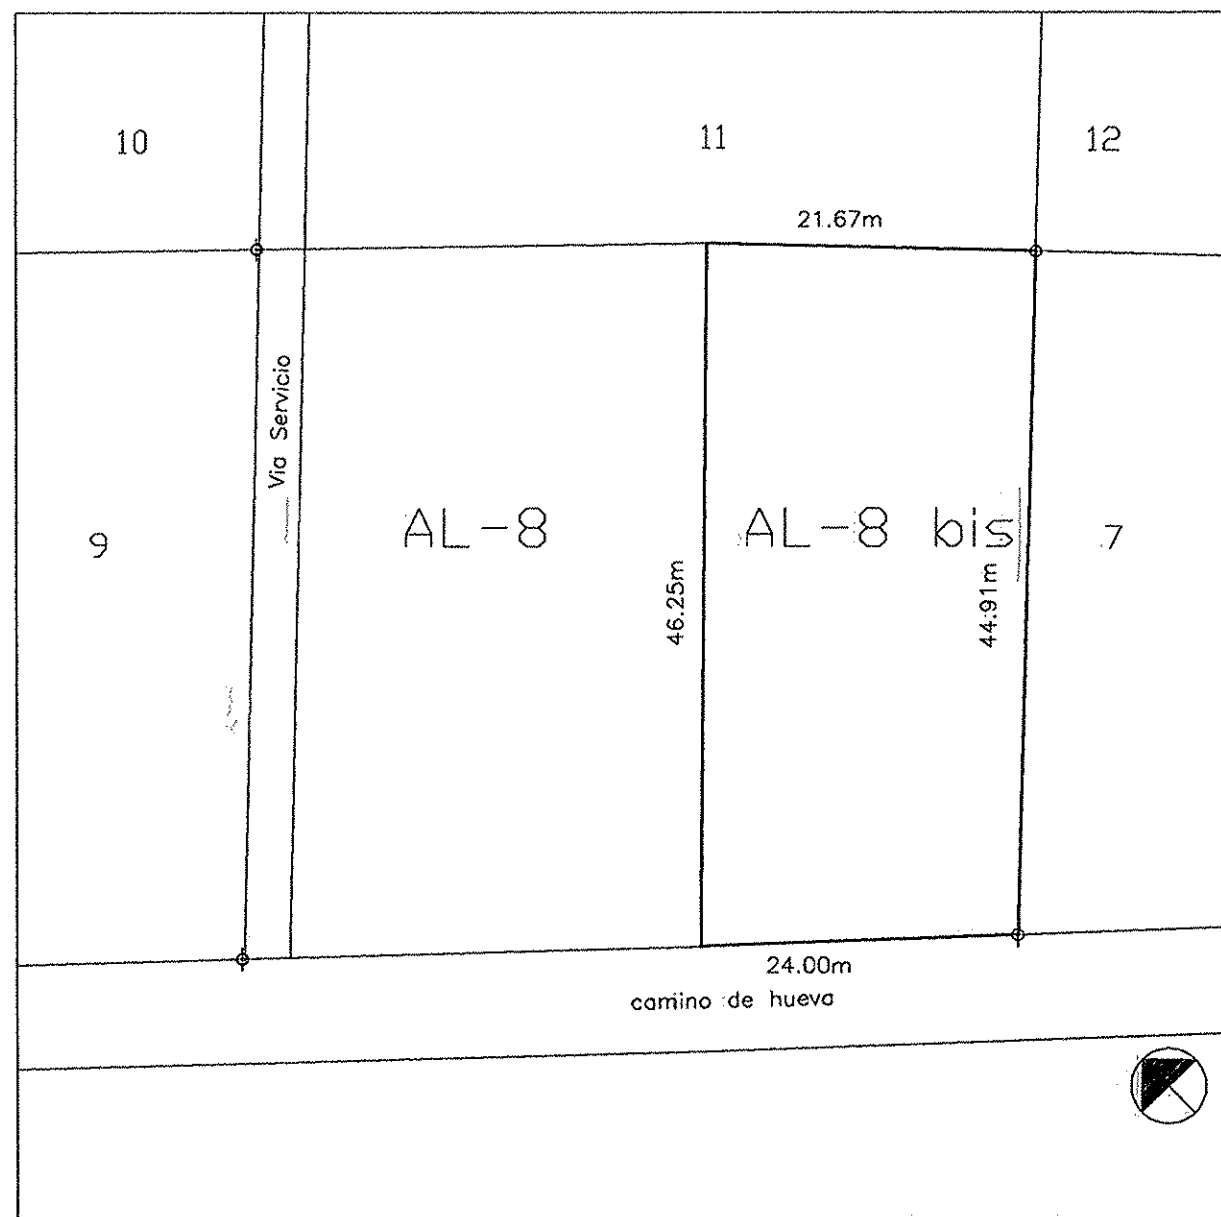 10
11
12
21.67m
Via Servicio
9
AL-8
AL-8 bis
7
46.25m
44.91m
24.00m
camino de hueva